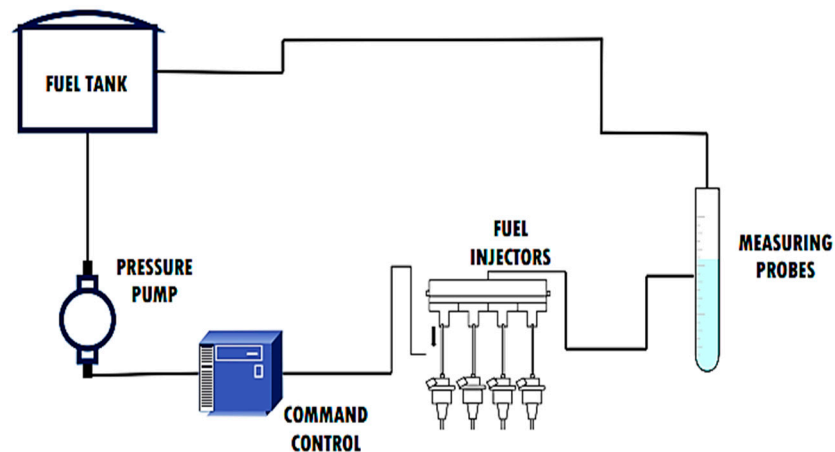 FUEL TANK
PRESSURE
PUMP
COMMAND
CONTROL
FUEL
INJECTORS
MEASURING
PROBES